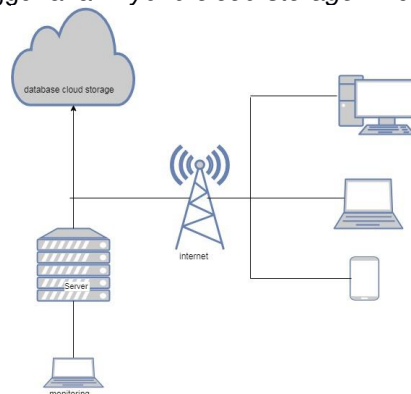 database cloud storage
internet
Server
monitoring